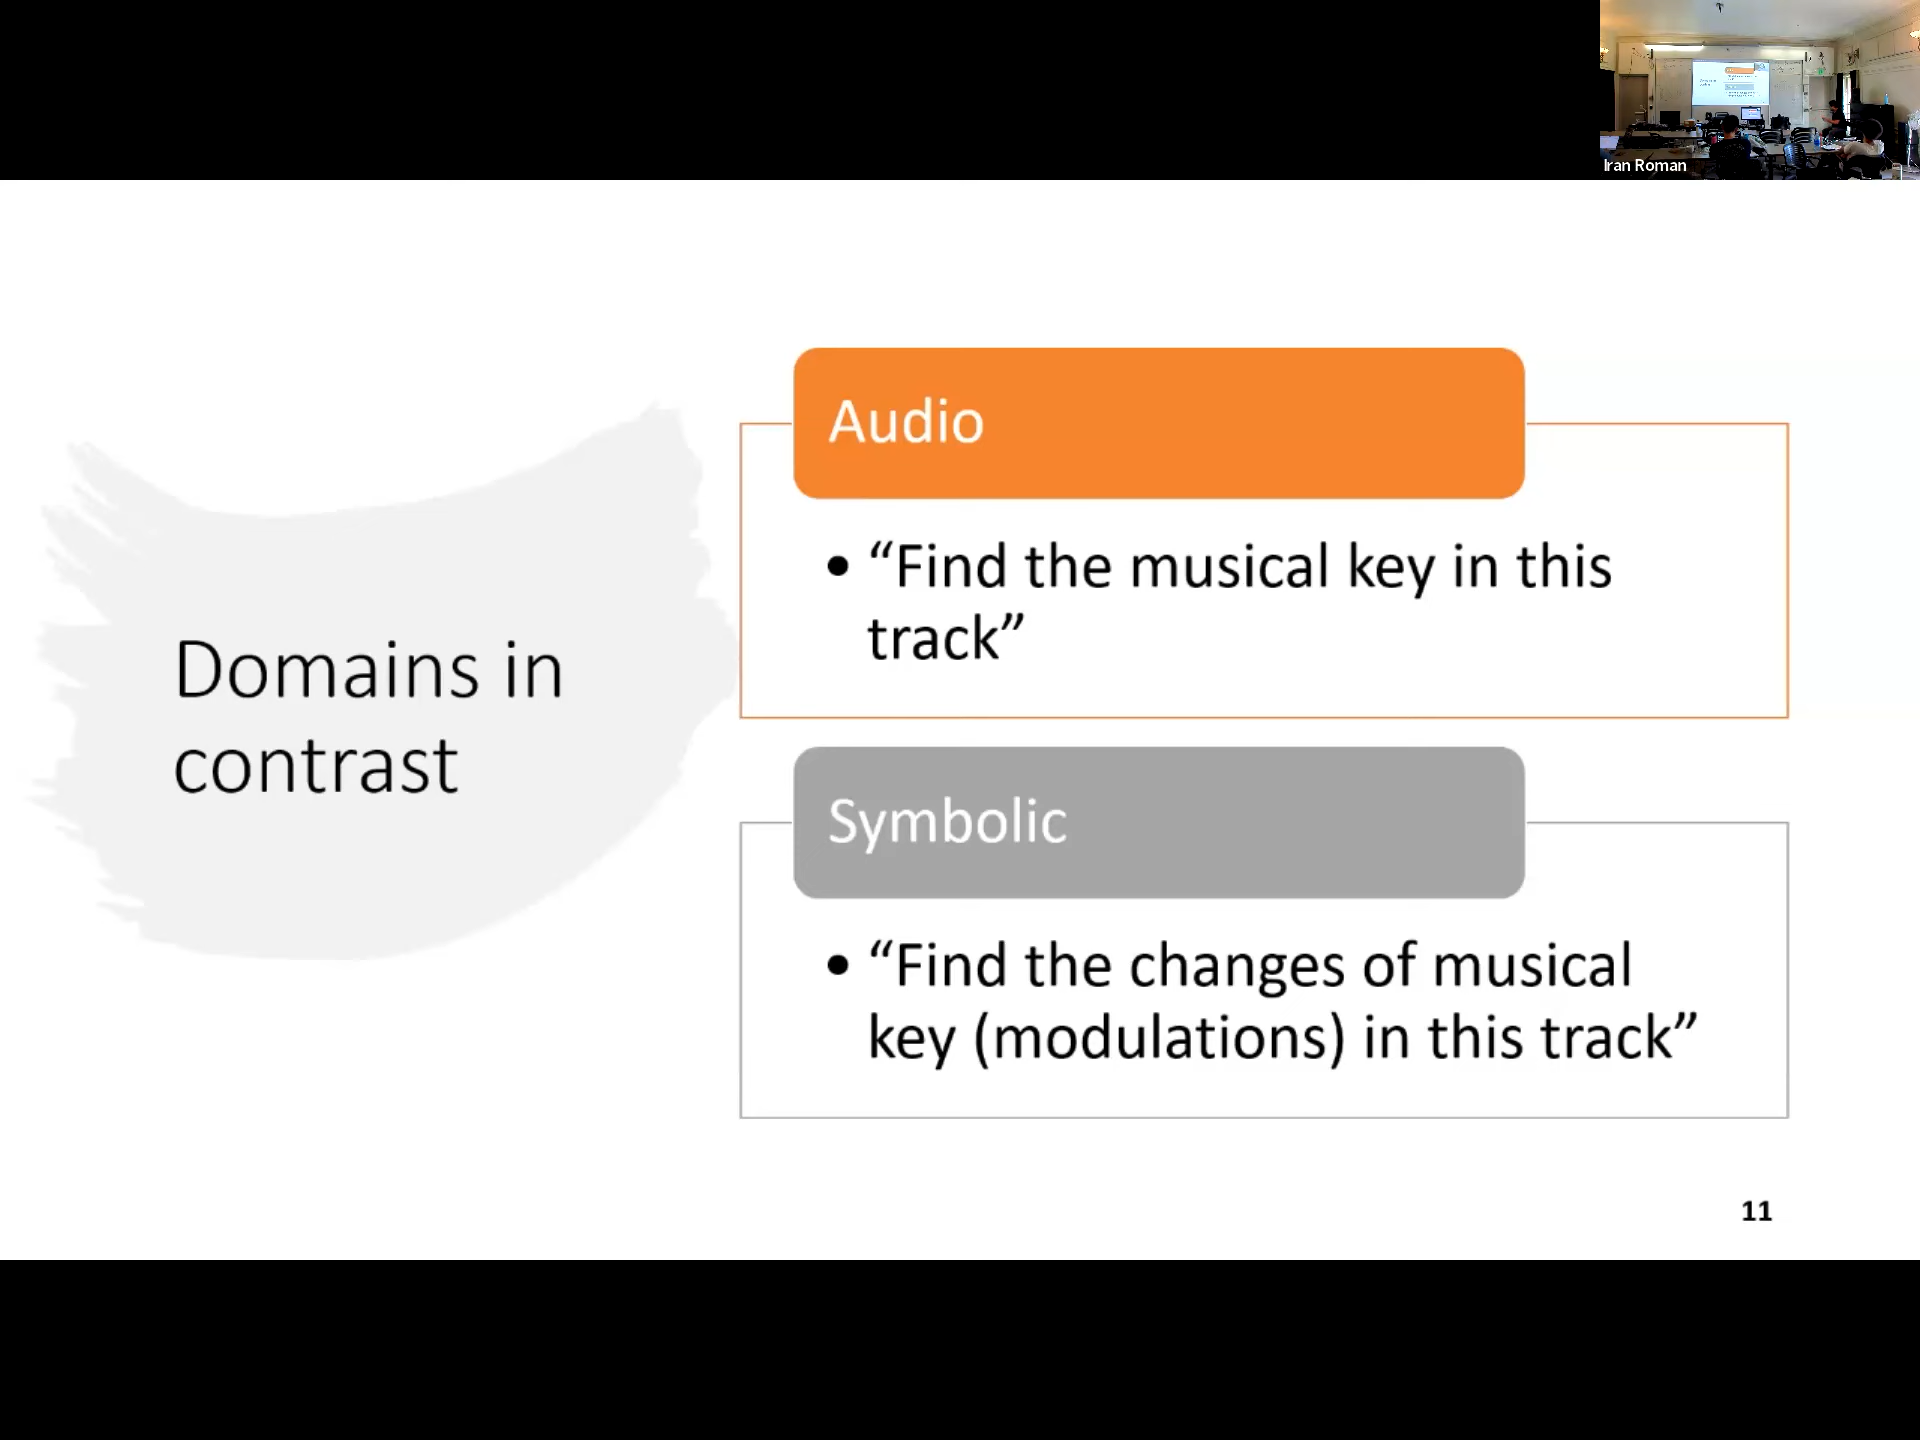 Iran Roman
Domains in
contrast
Audio
• “Find the musical key in this
track”
Symbolic
• “Find the changes of musical
key (modulations) in this track”
11